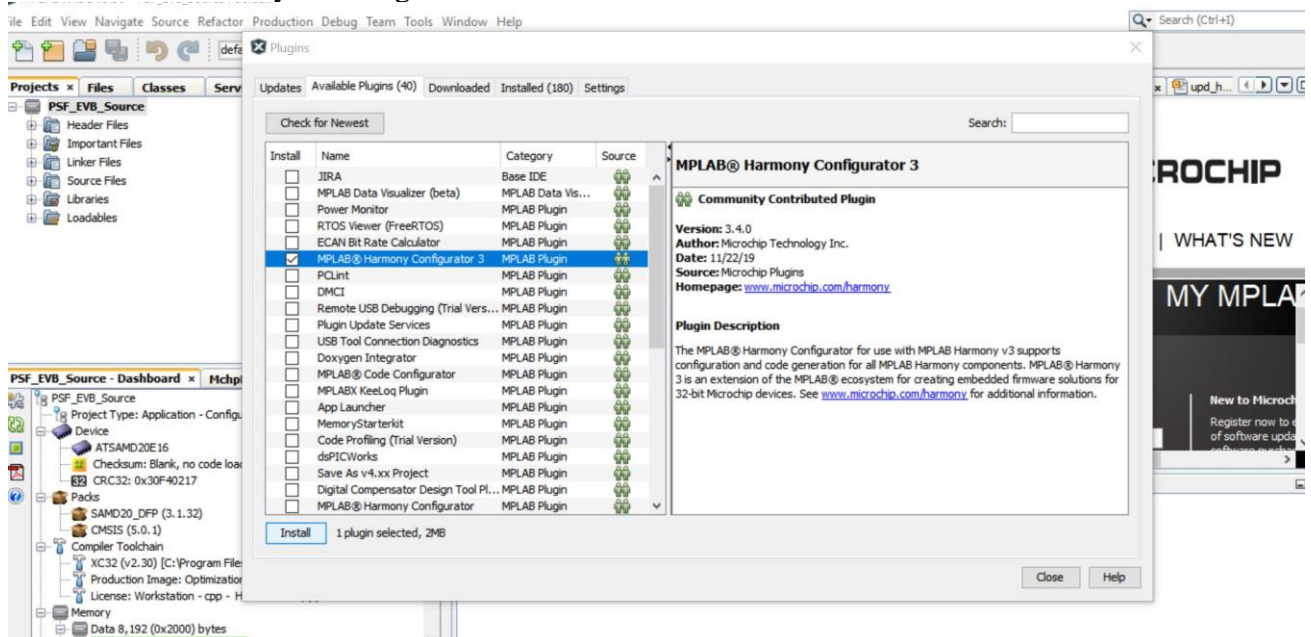 ile Edit View Navigate Source Refactor Production Debug Team Tools Window Help
Search (Ctrl+I)
defa
Plugins
Projects Files Classes Serv
upd_h...
PSF_EVB_Source
Header Files
Important Files
Linker Files
Source Files
Libraries
Loadables
Updates Available Plugins (40) Downloaded Installed (180) Settings
Check for Newest
Search:
Install Name Category Source
JIRA Base IDE
MPLAB Data Visualizer (beta) MPLAB Data Vis...
Power Monitor MPLAB Plugin
RTOS Viewer (FreeRTOS) MPLAB Plugin
ECAN Bit Rate Calculator MPLAB Plugin
MPLAB® Harmony Configurator 3 MPLAB Plugin
PCLint MPLAB Plugin
DMCI MPLAB Plugin
Remote USB Debugging (Trial Vers... MPLAB Plugin
Plugin Update Services MPLAB Plugin
USB Tool Connection Diagnostics MPLAB Plugin
Doxygen Integrator MPLAB Plugin
MPLAB® Code Configurator MPLAB Plugin
MPLABX KeeLoq Plugin MPLAB Plugin
App Launcher MPLAB Plugin
MemoryStarterkit MPLAB Plugin
Code Profiling (Trial Version) MPLAB Plugin
dsPICWorks MPLAB Plugin
Save As v4.xx Project MPLAB Plugin
Digital Compensator Design Tool Pl... MPLAB Plugin
MPLAB® Harmony Configurator MPLAB Plugin
MPLAB® Harmony Configurator 3
Community Contributed Plugin
Version: 3.4.0
Author: Microchip Technology Inc.
Date: 11/22/19
Source: Microchip Plugins
Homepage: www.microchip.com/harmony
Plugin Description
The MPLAB® Harmony Configurator for use with MPLAB Harmony v3 supports
configuration and code generation for all MPLAB Harmony components. MPLAB® Harmony
3 is an extension of the MPLAB® ecosystem for creating embedded firmware solutions for
32-bit Microchip devices. See www.microchip.com/harmony for additional information.
Install 1 plugin selected, 2MB
Close Help
ROCHIP
| WHAT'S NEW
MY MPLA
New to Microch
Register now to e
of software upda
PSF_EVB_Source - Dashboard Mchpl
PSF_EVB_Source
Project Type: Application - Configu
Device
ATSAMD20E16
Checksum: Blank, no code load
CRC32: 0x30F40217
Packs
SAMD20_DFP (3.1.32)
CMSIS (5.0.1)
Compiler Toolchain
XC32 (v2.30) [C:\Program File
Production Image: Optimization
License: Workstation - cpp - H
Memory
Data 8,192 (0x2000) bytes